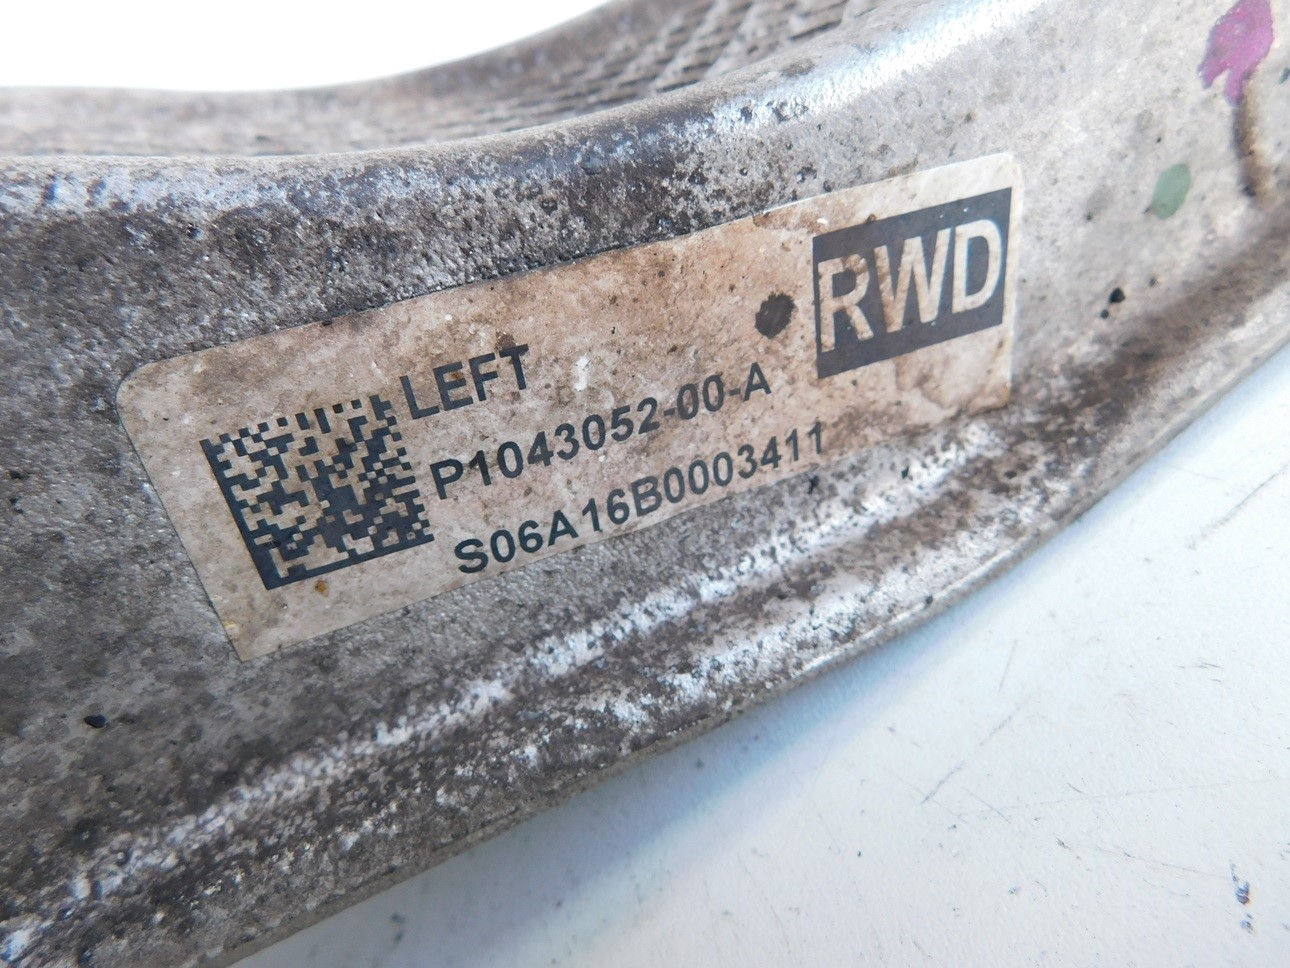 RWD
LEFT
P1043052-00-A
S06A16B0003411